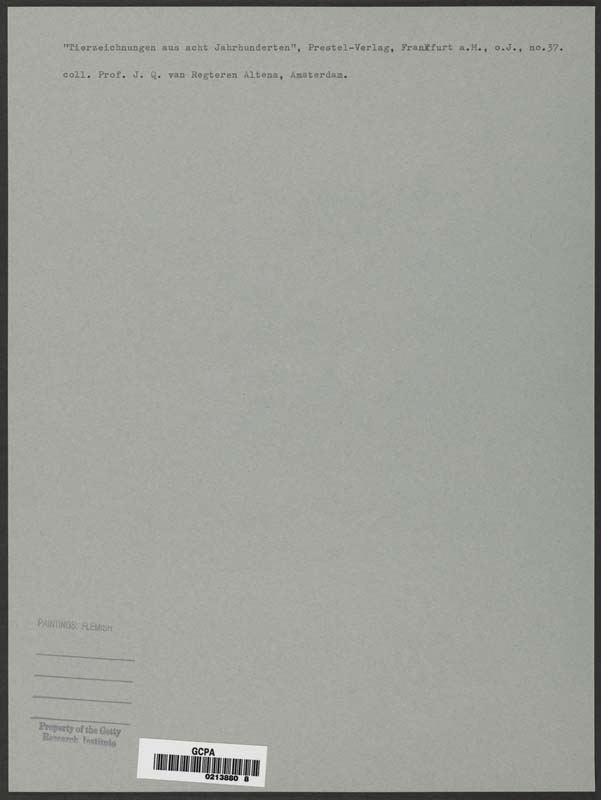 "Tierzeichnungen aus acht Jahrhunderten", Prestel-Verlag, Frankfurt a.M., o.J., no.37.
coll. Prof. J. Q. van Regteren Altena, Amsterdam.
PAINTINGS: FLEMISH
Property of the Getty
Research Institute
GCPA
0213880 8